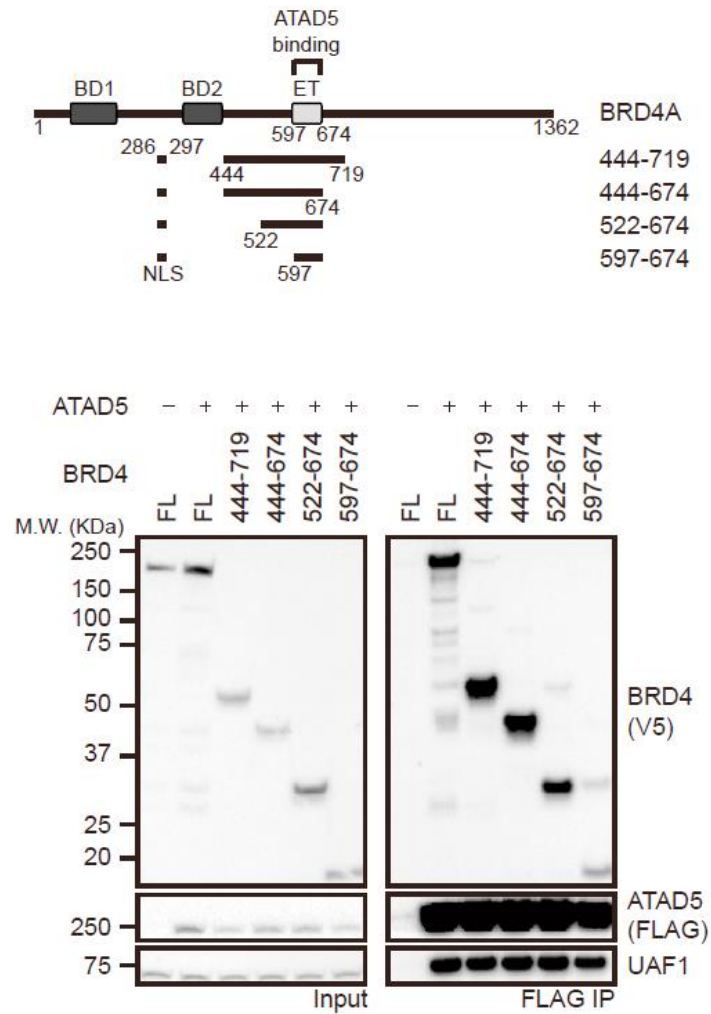 ATAD5
binding
BD1 BD2 ET
1 597 674 1362 BRD4A
286 297
444 719 444-719
674 444-674
522 522-674
NLS 597 597-674
ATAD5 – + + + + + – + + + + +
BRD4 FL FL 444-719 444-674 522-674 597-674 FL FL 444-719 444-674 522-674 597-674
M.W. (KDa)
250
150
100
75
50
37
25
20
BRD4
(V5)
250
ATAD5
(FLAG)
75 UAF1
Input FLAG IP